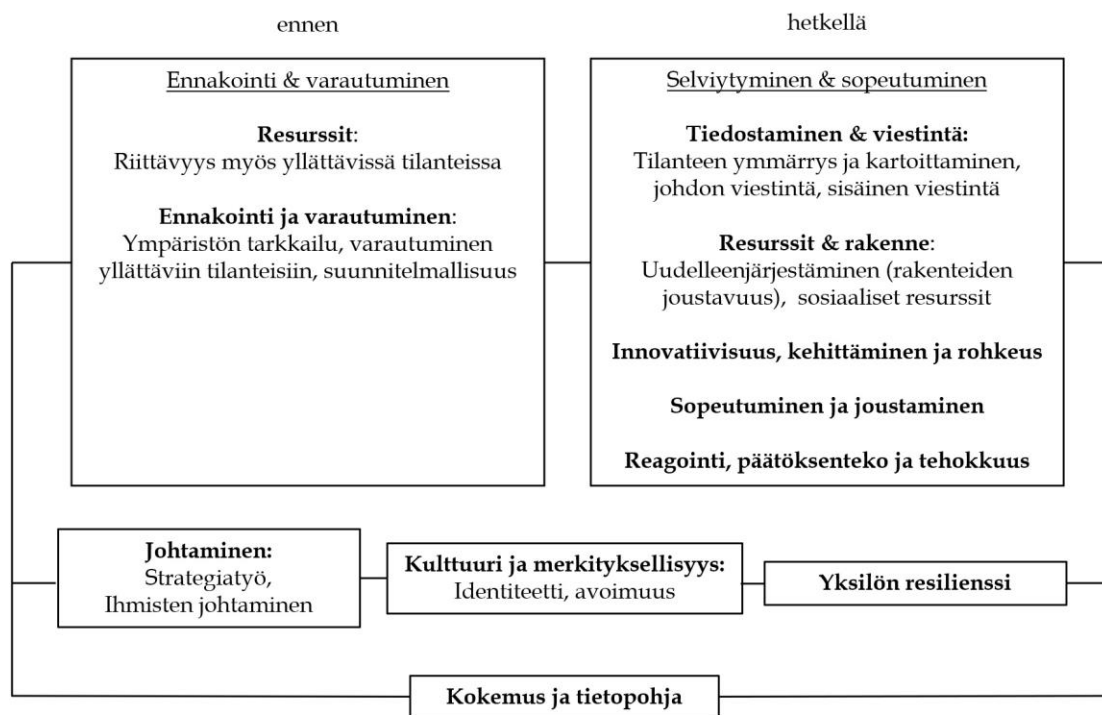 ennen
hetkellä
Ennakointi & varautuminen
Resurssit:
Riittävyys myös yllättävissä tilanteissa
Ennakointi ja varautuminen:
Ympäristön tarkkailu, varautuminen
yllättäviin tilanteisiin, suunnitelmallisuus
Selviytyminen & sopeutuminen
Tiedostaminen & viestintä:
Tilanteen ymmärrys ja kartoittaminen,
johdon viestintä, sisäinen viestintä
Resurssit & rakenne:
Uudelleenjärjestäminen (rakenteiden
joustavuus), sosiaaliset resurssit
Innovatiivisuus, kehittäminen ja rohkeus
Sopeutuminen ja joustaminen
Reagointi, päätöksenteko ja tehokkuus
Johtaminen:
Strategiatyö,
Ihmisten johtaminen
Kulttuuri ja merkityksellisyys:
Identiteetti, avoimuus
Yksilön resilienssi
Kokemus ja tietopohja